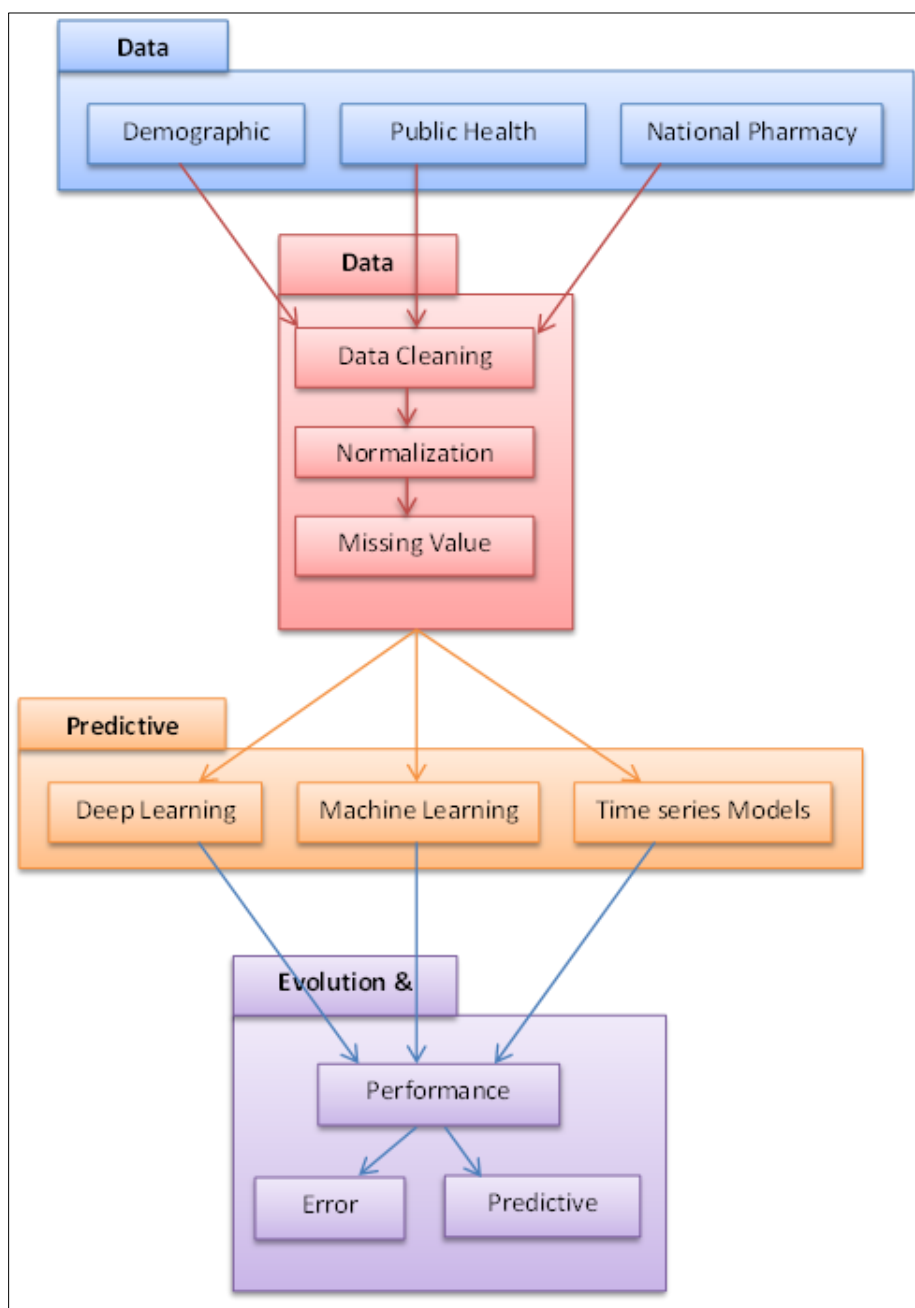 Data
Demographic
Public Health
National Pharmacy
Data
Data Cleaning
Normalization
Missing Value
Predictive
Deep Learning
Machine Learning
Time series Models
Evolution &
Performance
Error
Predictive